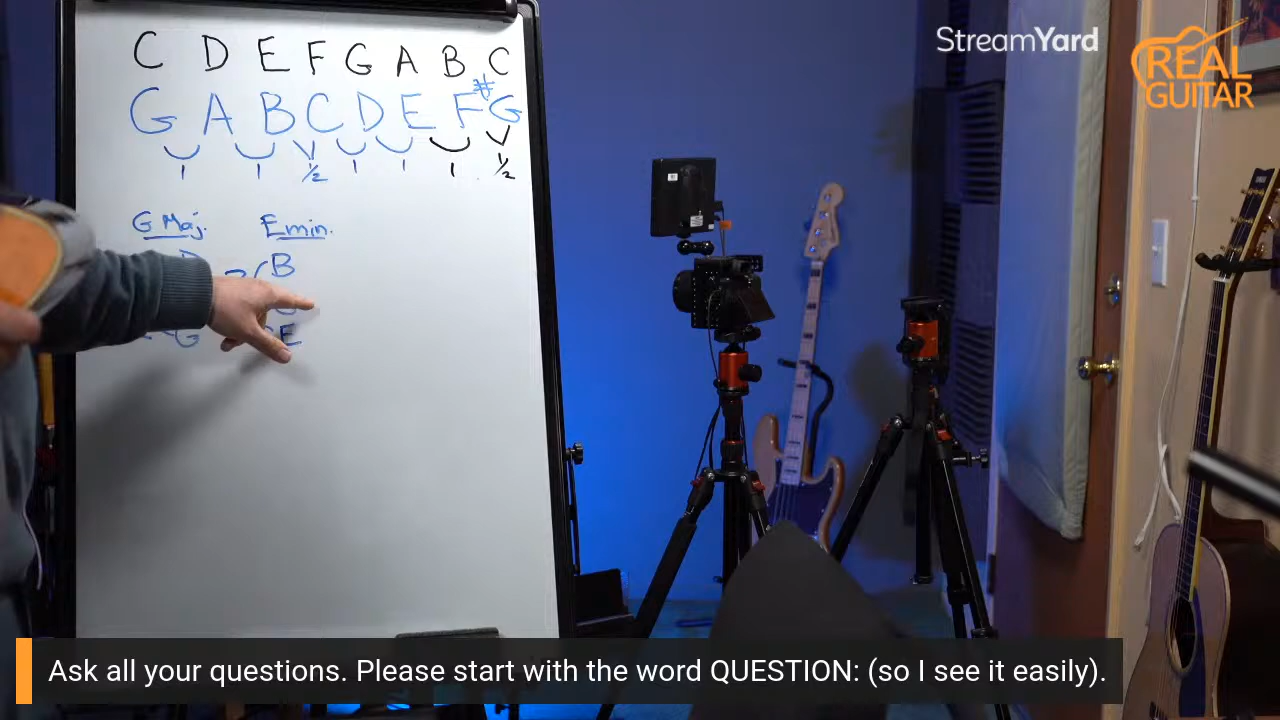 StreamYard
REAL
GUITAR
C D E F G A B C
G A B C D E F# G
1 1 1/2 1 1 1 1/2
G Maj. E min.
D B
G E
Ask all your questions. Please start with the word QUESTION: (so I see it easily).